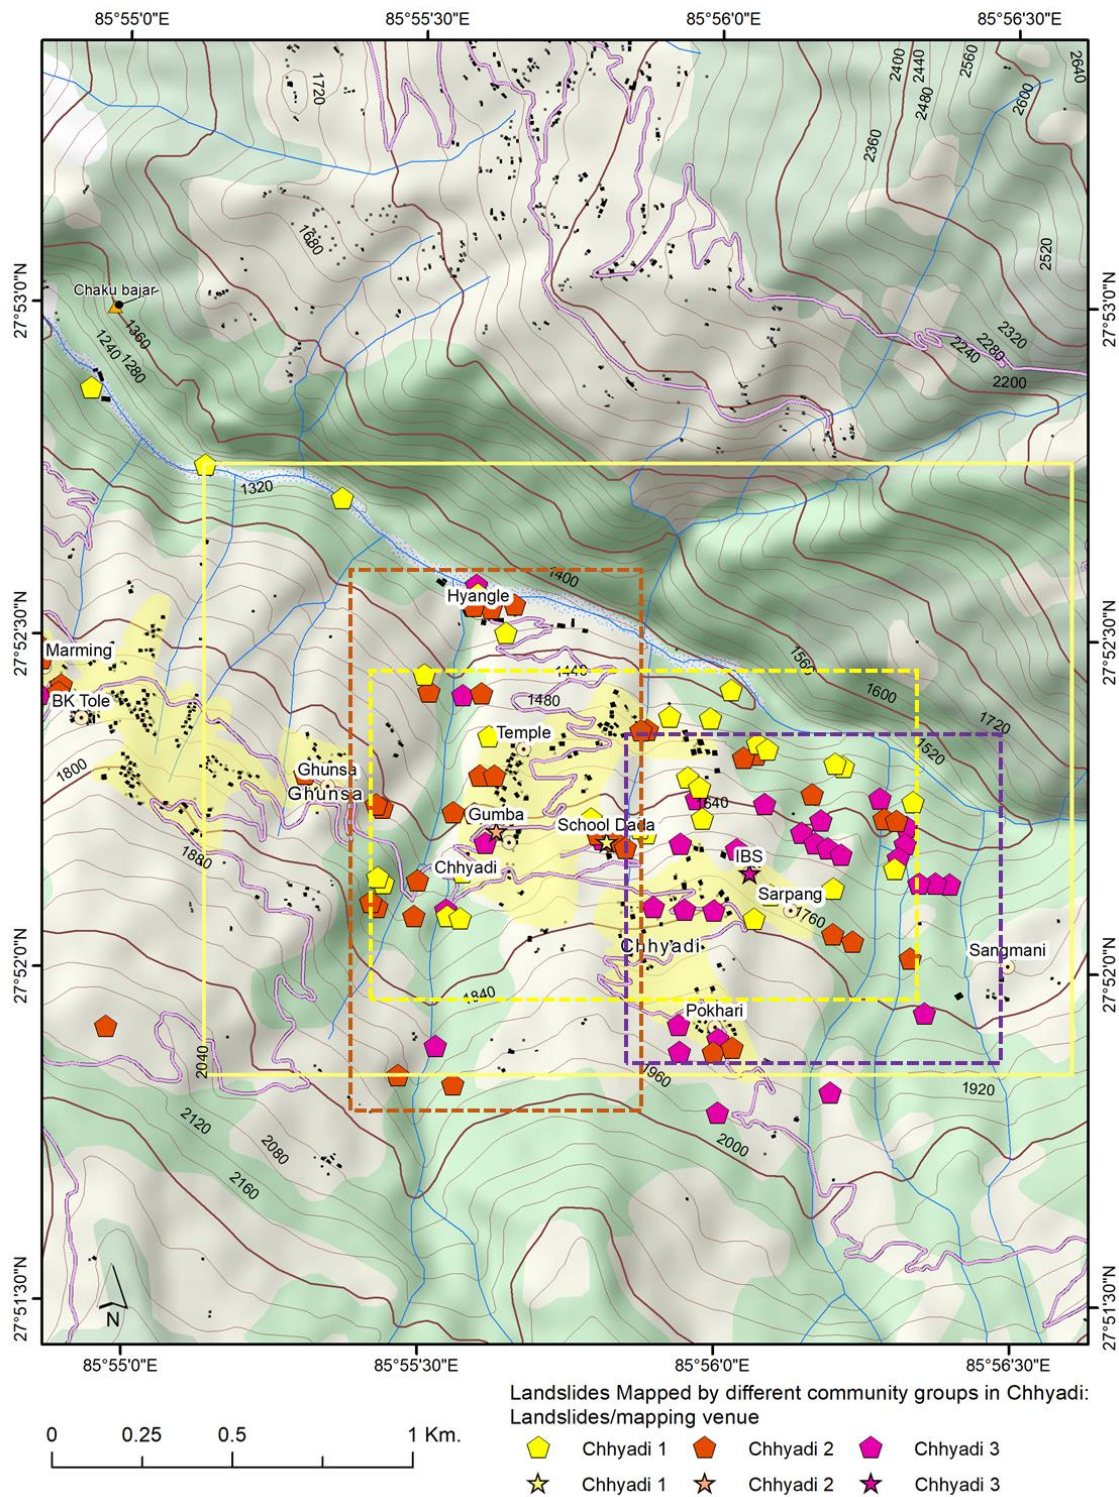 85°55'0"E 85°55'30"E 85°56'0"E 85°56'30"E
1720
2400
2440
2480
2560
2640
2600
2360
1680
2520
27°53'0"N
Chaku bajar
27°53'0"N
1360
1240
1280
2320
2280
2240
2200
1320
1400
Hyangle
27°52'30"N
27°52'30"N
Marming
1440
1560
BK Tole
1480
1600
1720
Temple
1520
1800
Ghunsa
Ghunsa
1640
Gumba
School Dada
1880
IBS
Chhyadi
Sarpang
1760
Chhyadi
Sangmani
27°52'0"N
27°52'0"N
1840
Pokhari
2040
1960
1920
2120
2080
2000
2160
27°51'30"N
27°51'30"N
N
85°55'0"E 85°55'30"E 85°56'0"E 85°56'30"E
Landslides Mapped by different community groups in Chhyadi:
Landslides/mapping venue
0 0.25 0.5 1 Km.
Chhyadi 1 Chhyadi 2 Chhyadi 3
Chhyadi 1 Chhyadi 2 Chhyadi 3